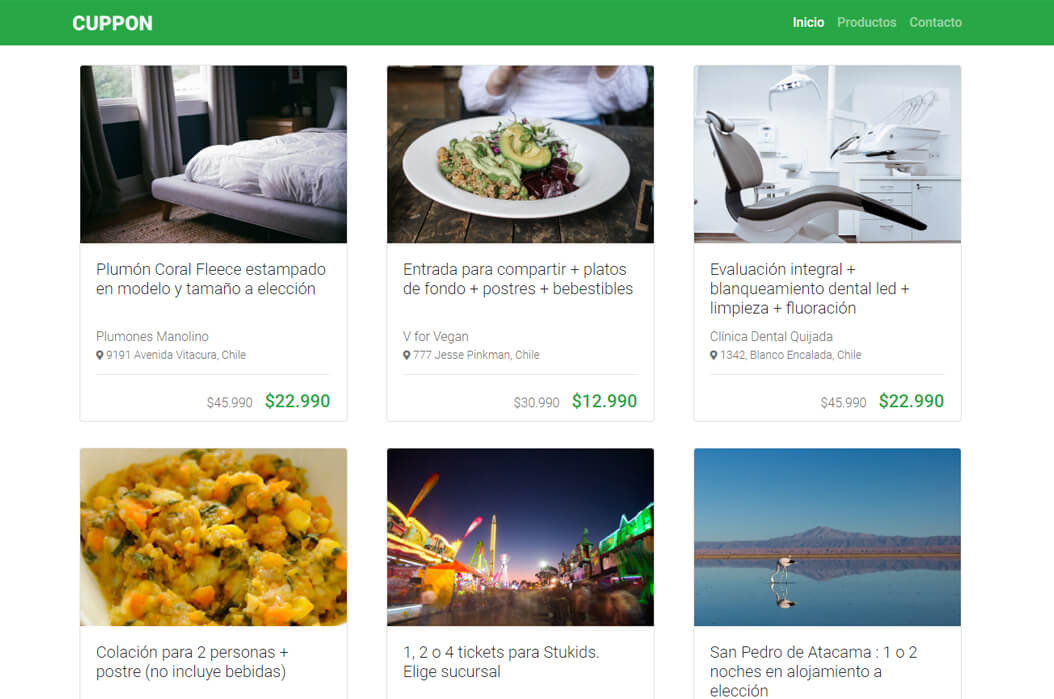 CUPPON
Inicio Productos Contacto
Plumón Coral Fleece estampado
en modelo y tamaño a elección
Plumones Manolino
9191 Avenida Vitacura, Chile
$45.990 $22.990
Entrada para compartir + platos
de fondo + postres + bebestibles
V for Vegan
777 Jesse Pinkman, Chile
$30.990 $12.990
Evaluación integral +
blanqueamiento dental led +
limpieza + fluoración
Clínica Dental Quijada
1342, Blanco Encalada, Chile
$45.990 $22.990
Colación para 2 personas +
postre (no incluye bebidas)
1, 2 o 4 tickets para Stukids.
Elige sucursal
San Pedro de Atacama : 1 o 2
noches en alojamiento a
elección